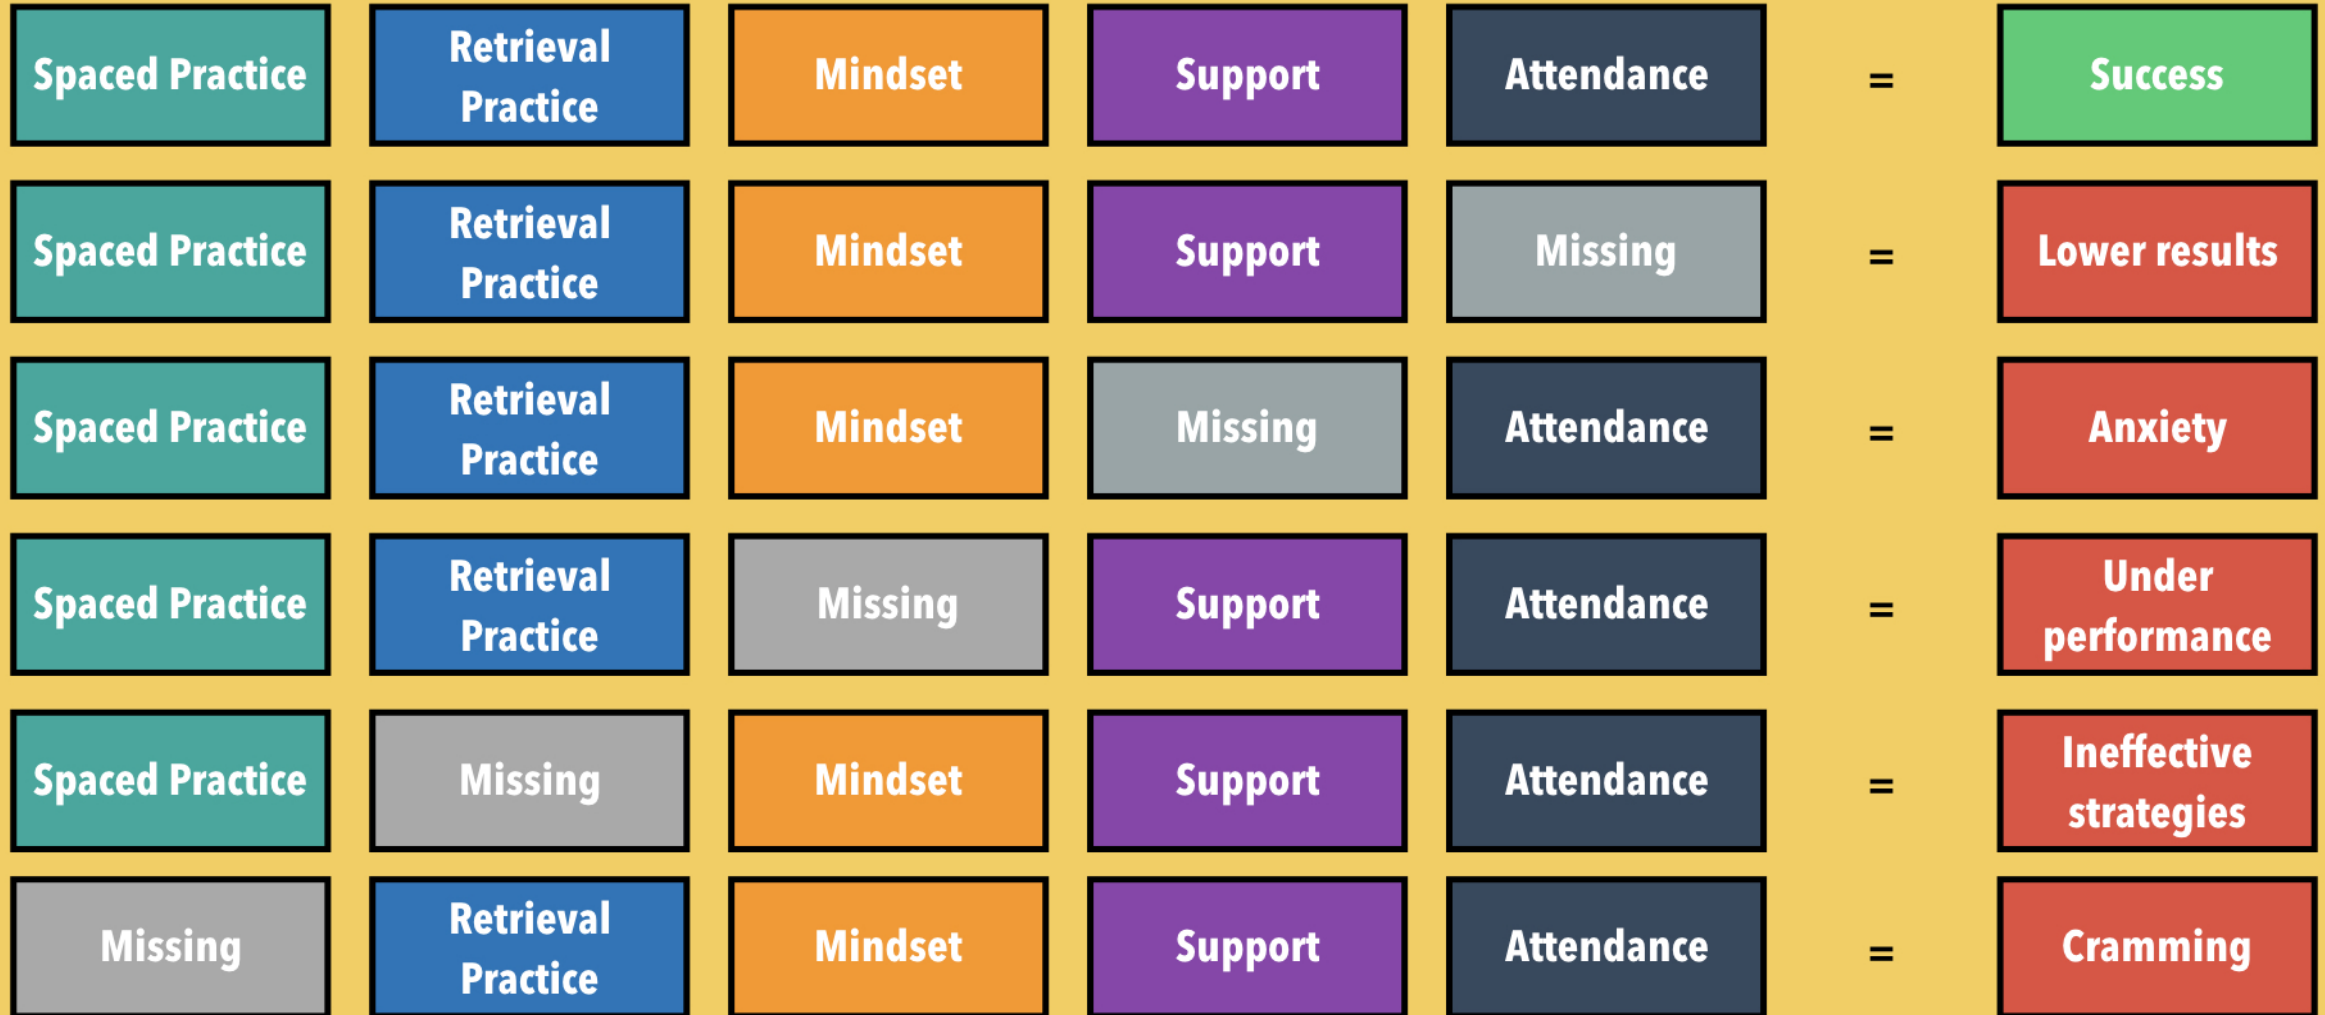 Spaced Practice Retrieval Practice Mindset Support Attendance = Success
Spaced Practice Retrieval Practice Mindset Support Missing = Lower results
Spaced Practice Retrieval Practice Mindset Missing Attendance = Anxiety
Spaced Practice Retrieval Practice Missing Support Attendance = Under performance
Spaced Practice Missing Mindset Support Attendance = Ineffective strategies
Missing Retrieval Practice Mindset Support Attendance = Cramming